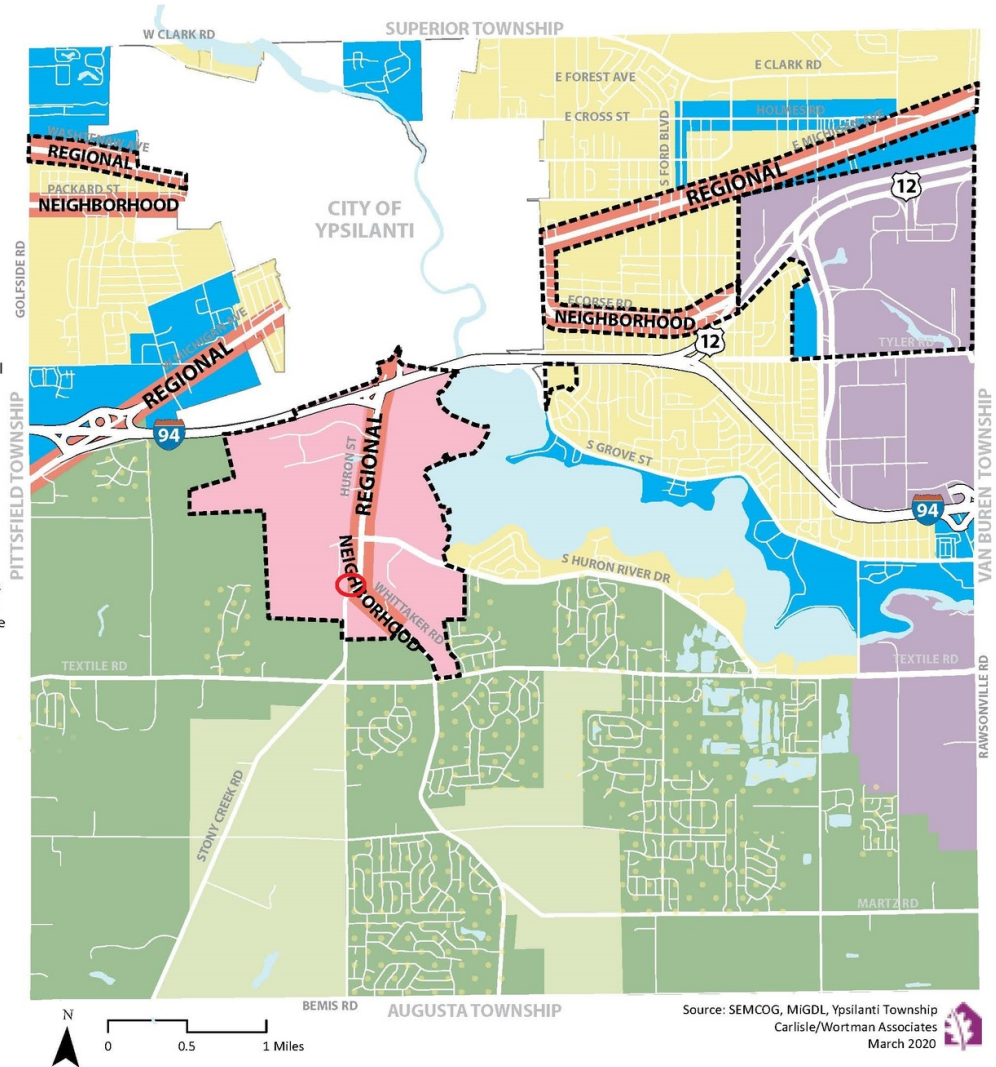 W CLARK RD
SUPERIOR TOWNSHIP
E CLARK RD
E FOREST AVE
E CROSS ST
HOLMES RD
E MICHIGAN AVE
S FORD BLVD
WASHTENAW AVE
REGIONAL
REGIONAL
12
PACKARD ST
NEIGHBORHOOD
CITY OF
YPSILANTI
GOLFSIDE RD
ECORSE RD
NEIGHBORHOOD
12
TYLER RD
W MICHIGAN AVE
REGIONAL
94
PITTSFIELD TOWNSHIP
HURON ST
REGIONAL
S GROVE ST
94
VAN BUREN TOWNSHIP
NEIGHBORHOOD
WHITTAKER RD
S HURON RIVER DR
e
TEXTILE RD
TEXTILE RD
RAWSONVILLE RD
STONY CREEK RD
MARTZ RD
BEMIS RD
AUGUSTA TOWNSHIP
N
0 0.5 1 Miles
Source: SEMCOG, MiGDL, Ypsilanti Township
Carlisle/Wortman Associates
March 2020